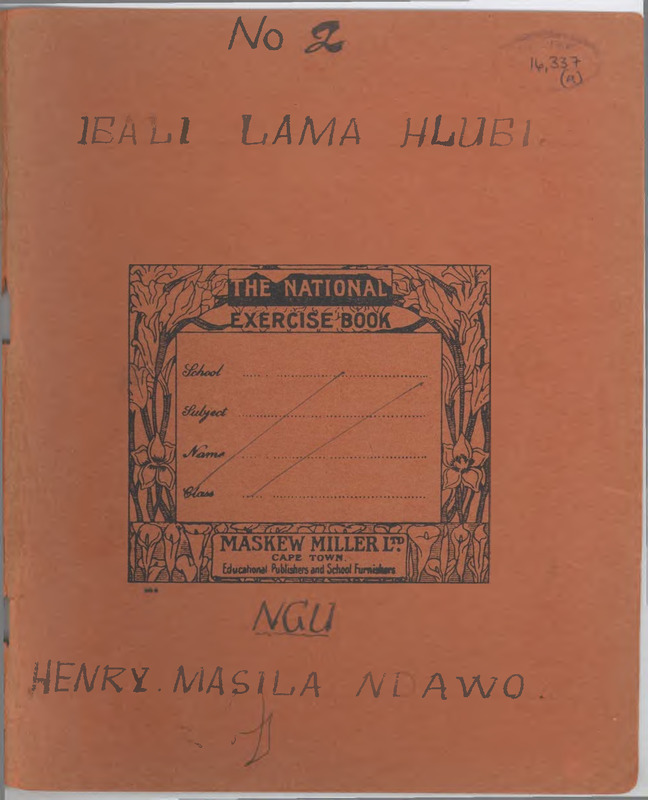 No 2
14,337
(a)
IBALI LAMA HLUBI.
THE NATIONAL
EXERCISE BOOK
School
Subject
Name
Class
MASKEW MILLER LTD
CAPE TOWN.
Educational Publishers and School Furnishers
NGU
HENRY. MASILA NDAWO.